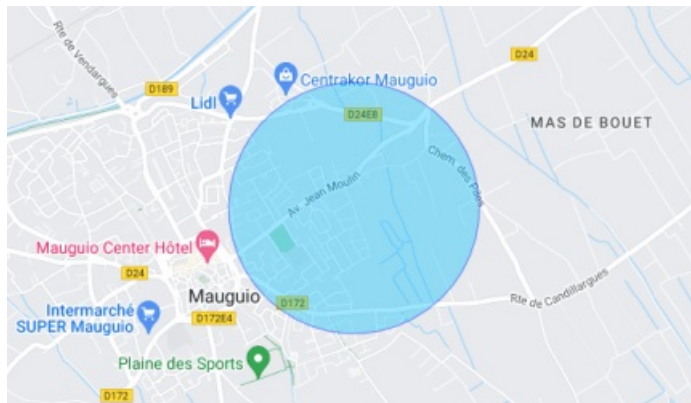 Rte de Vendargues
D24
Centrakor Mauguio
D189
Lidl
D24E8
MAS DE BOUET
Chem. des Piles
Av. Jean Moulin
Mauguio Center Hôtel
D24
Mauguio
D172
Rte de Candillargues
Intermarché
SUPER Mauguio
D172E4
Plaine des Sports
D172